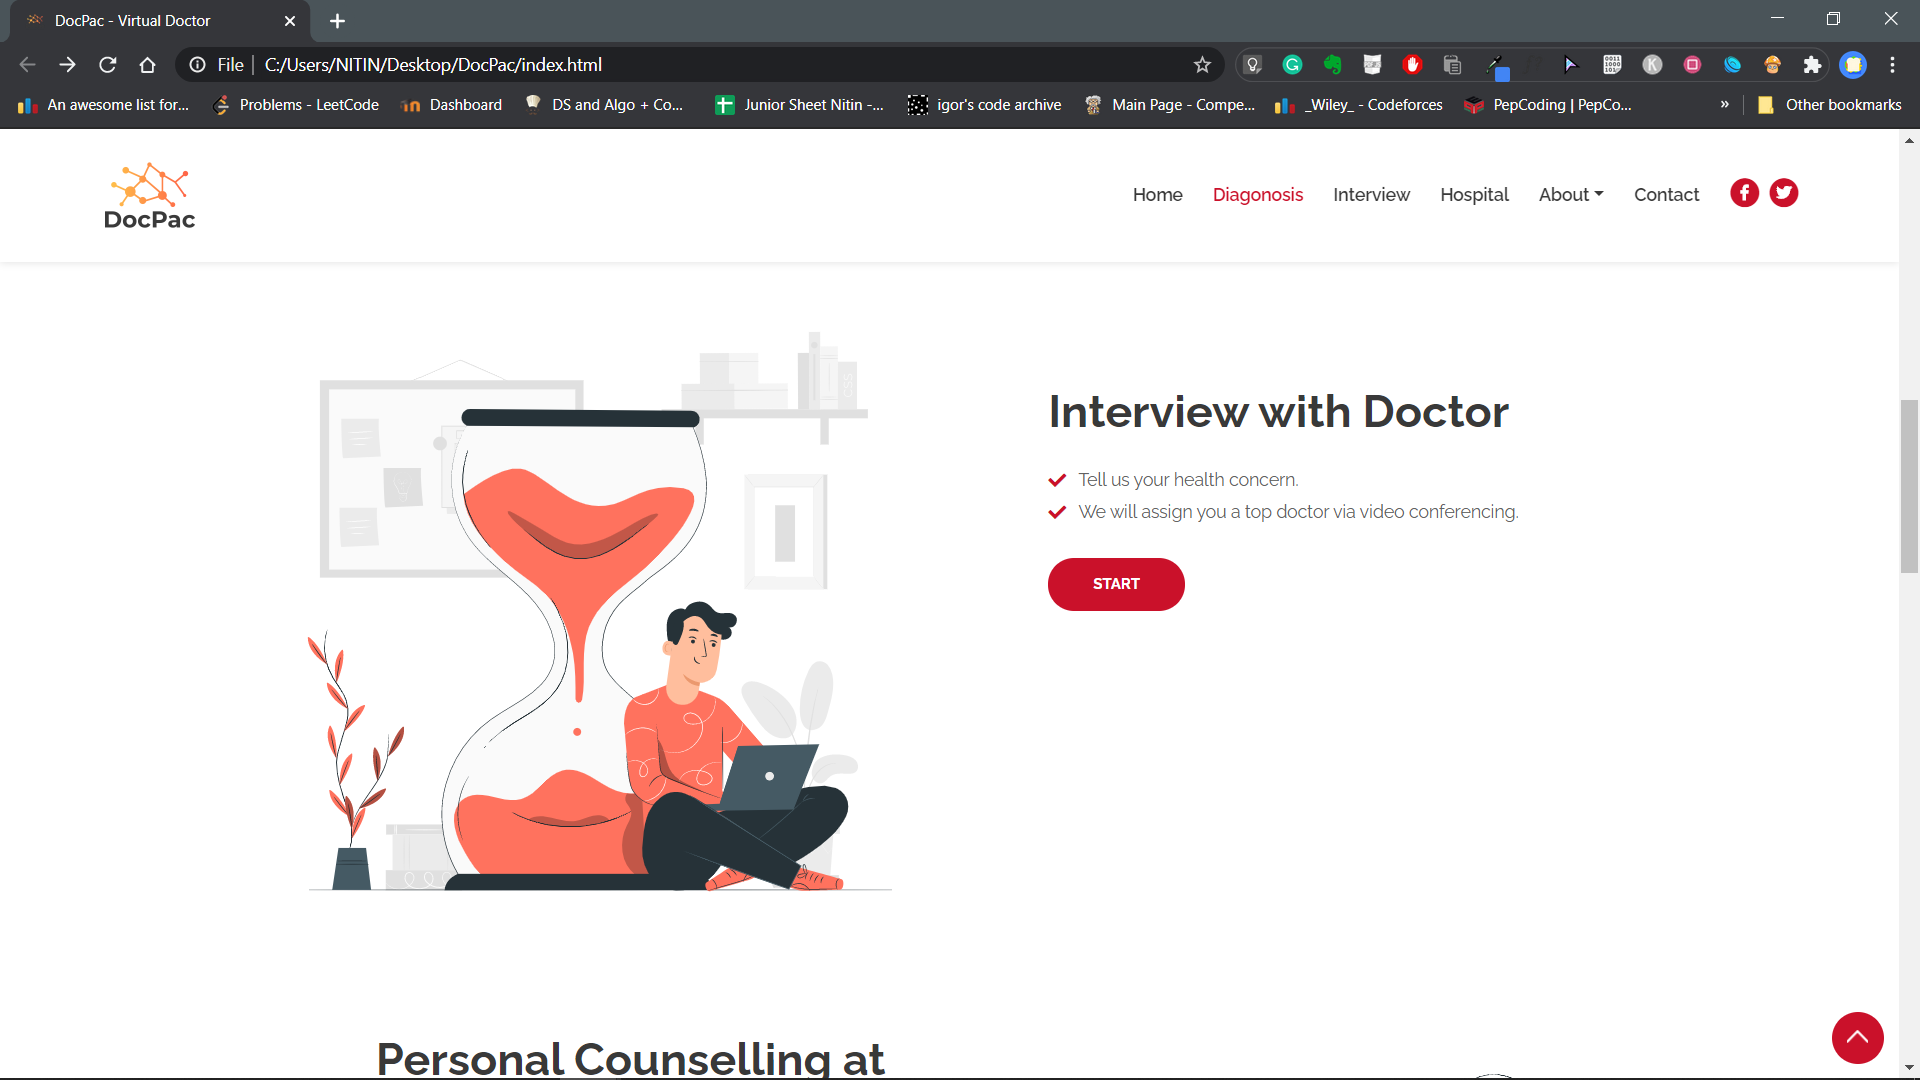 DocPac - Virtual Doctor
File | C:/Users/NITIN/Desktop/DocPac/index.html
An awesome list for... Problems - LeetCode Dashboard DS and Algo + Co... Junior Sheet Nitin -... igor's code archive Main Page - Compe... _Wiley_ - Codeforces PepCoding | PepCo... » Other bookmarks
DocPac
Home Diagonosis Interview Hospital About Contact
CSS
Interview with Doctor
Tell us your health concern.
We will assign you a top doctor via video conferencing.
START
Personal Counselling at